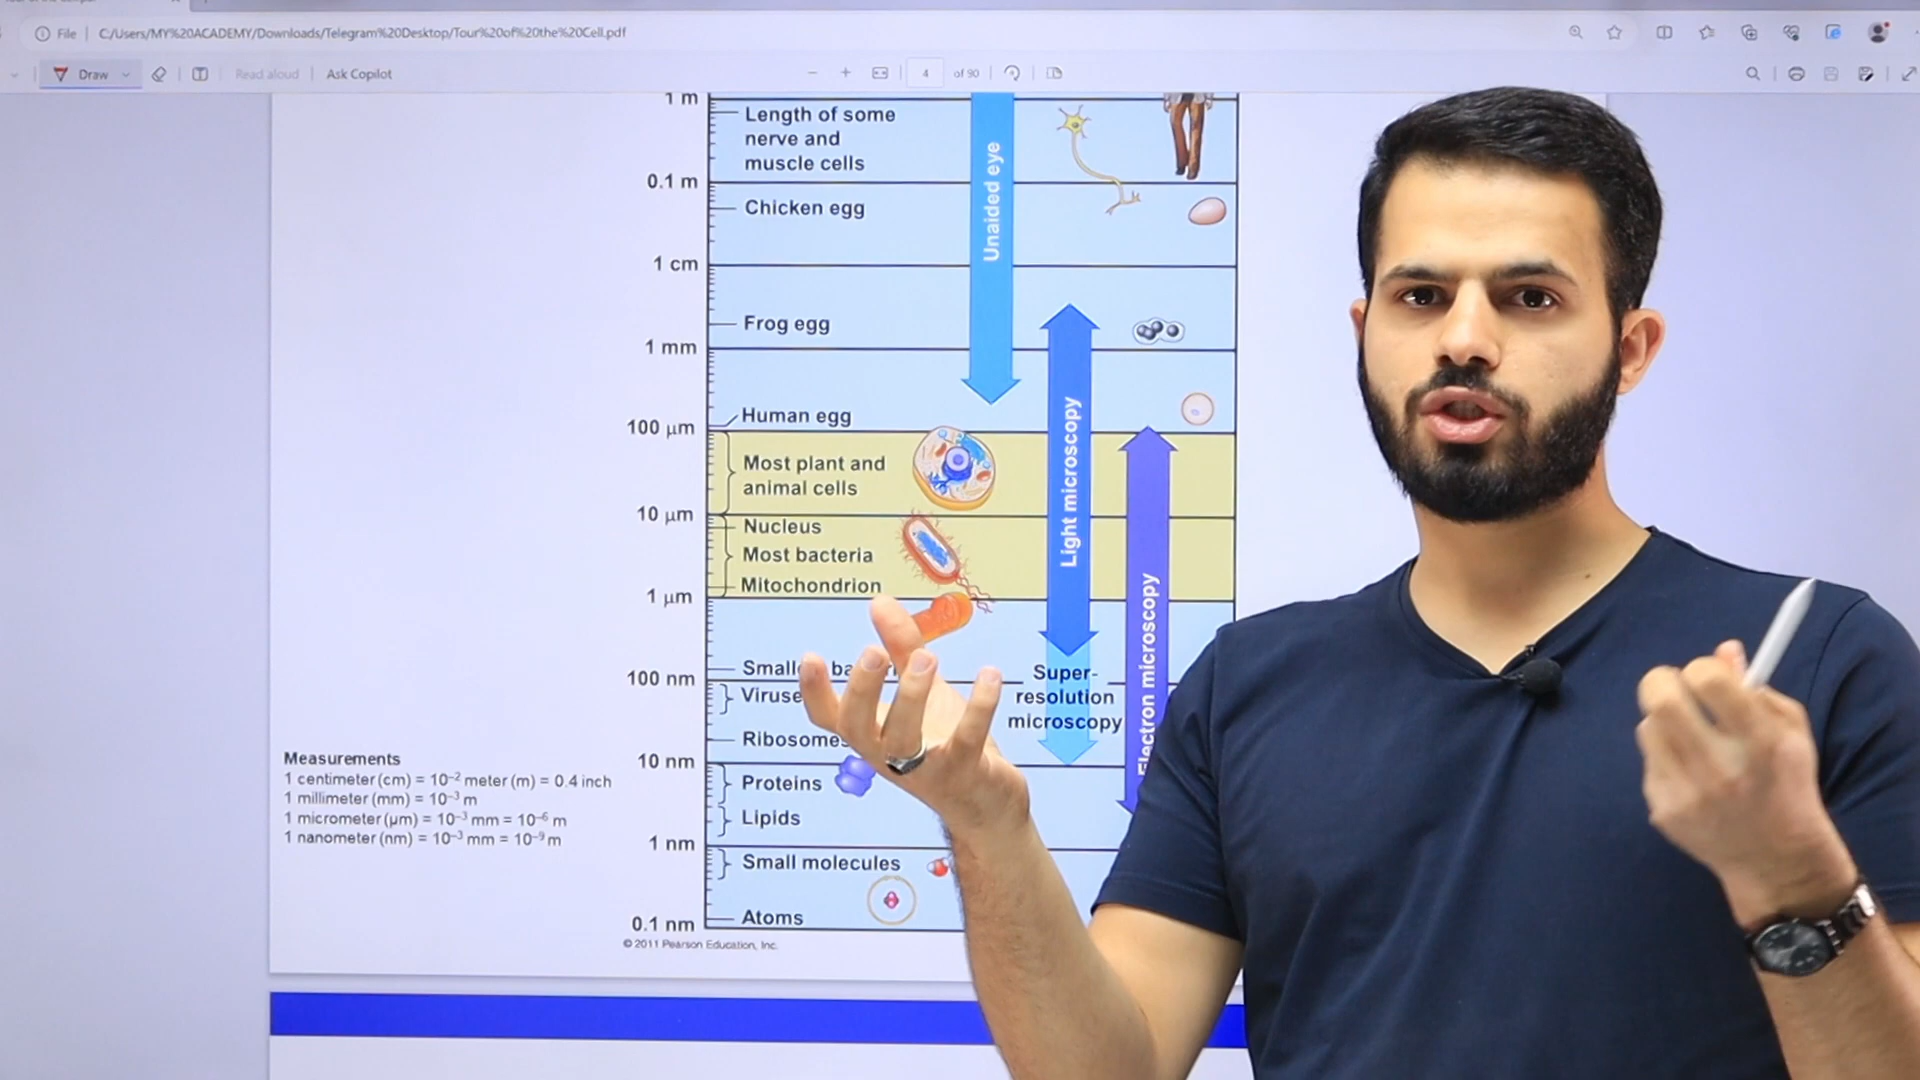 File
C:/Users/MY%20ACADEMY/Downloads/Telegram%20Desktop/Tour%20of%20the%20Cell.pdf
Draw
Read aloud
Ask Copilot
4
of 90
1 m
Length of some
nerve and
muscle cells
0.1 m
Chicken egg
1 cm
Frog egg
1 mm
Human egg
100 μm
Most plant and
animal cells
10 μm
Nucleus
Most bacteria
Mitochondrion
1 μm
100 nm
Ribosomes
10 nm
Proteins
Lipids
1 nm
Small molecules
Atoms
0.1 nm
Unaided eye
Light microscopy
Electron microscopy
Super-
resolution
microscopy
Measurements
1 centimeter (cm) = 10⁻² meter (m) = 0.4 inch
1 millimeter (mm) = 10⁻³ m
1 micrometer (μm) = 10⁻³ mm = 10⁻⁶ m
1 nanometer (nm) = 10⁻³ mm = 10⁻⁹ m
© 2011 Pearson Education, Inc.